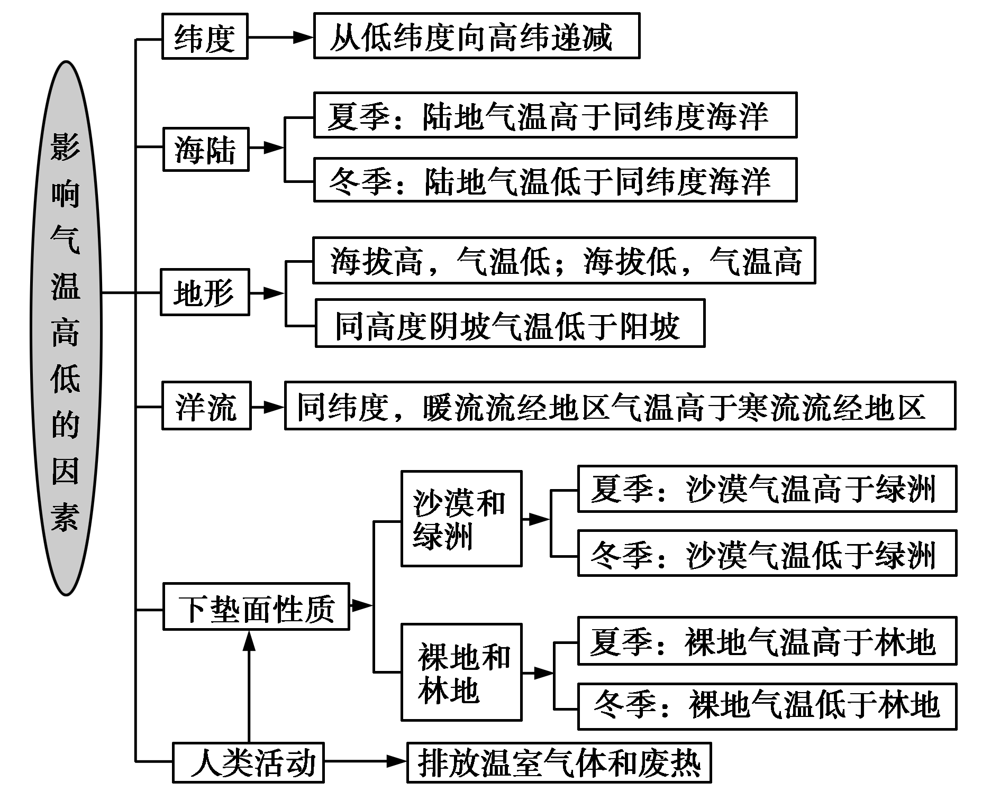 影响气温高低的因素
纬度
从低纬度向高纬递减
海陆
夏季：陆地气温高于同纬度海洋
冬季：陆地气温低于同纬度海洋
地形
海拔高，气温低；海拔低，气温高
同高度阴坡气温低于阳坡
洋流
同纬度，暖流流经地区气温高于寒流流经地区
下垫面性质
沙漠和
绿洲
夏季：沙漠气温高于绿洲
冬季：沙漠气温低于绿洲
裸地和
林地
夏季：裸地气温高于林地
冬季：裸地气温低于林地
人类活动
排放温室气体和废热